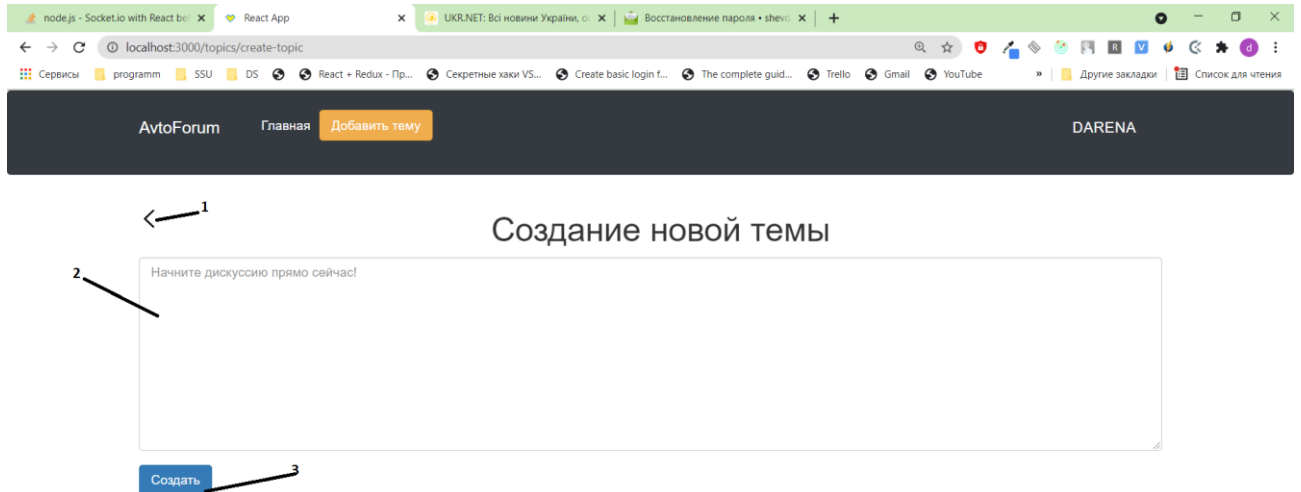 node.js - Socket.io with React bel
React App
UKR.NET: Всі новини України, о
Восстановление пароля • shevd
localhost:3000/topics/create-topic
Сервисы programm SSU DS React + Redux - Пр... Секретные хаки VS... Create basic login f... The complete guid... Trello Gmail YouTube » Другие закладки Список для чтения
AvtoForum Главная Добавить тему DARENA
1
Создание новой темы
2
Начните дискуссию прямо сейчас!
3
Создать